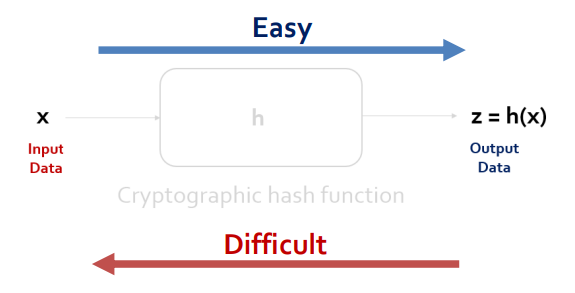 Easy
x
h
z = h(x)
Input
Data
Output
Data
Cryptographic hash function
Difficult